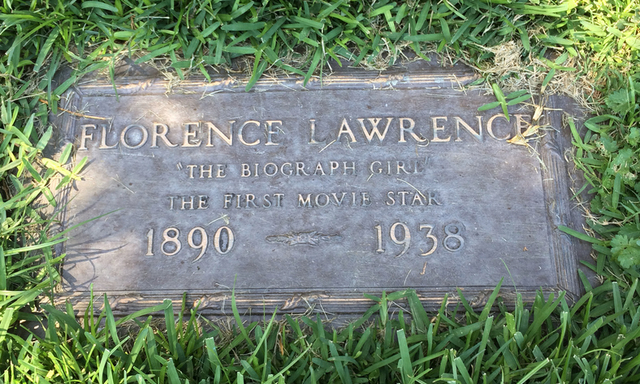 FLORENCE LAWRENCE
"THE BIOGRAPH GIRL"
THE FIRST MOVIE STAR
1890 1938